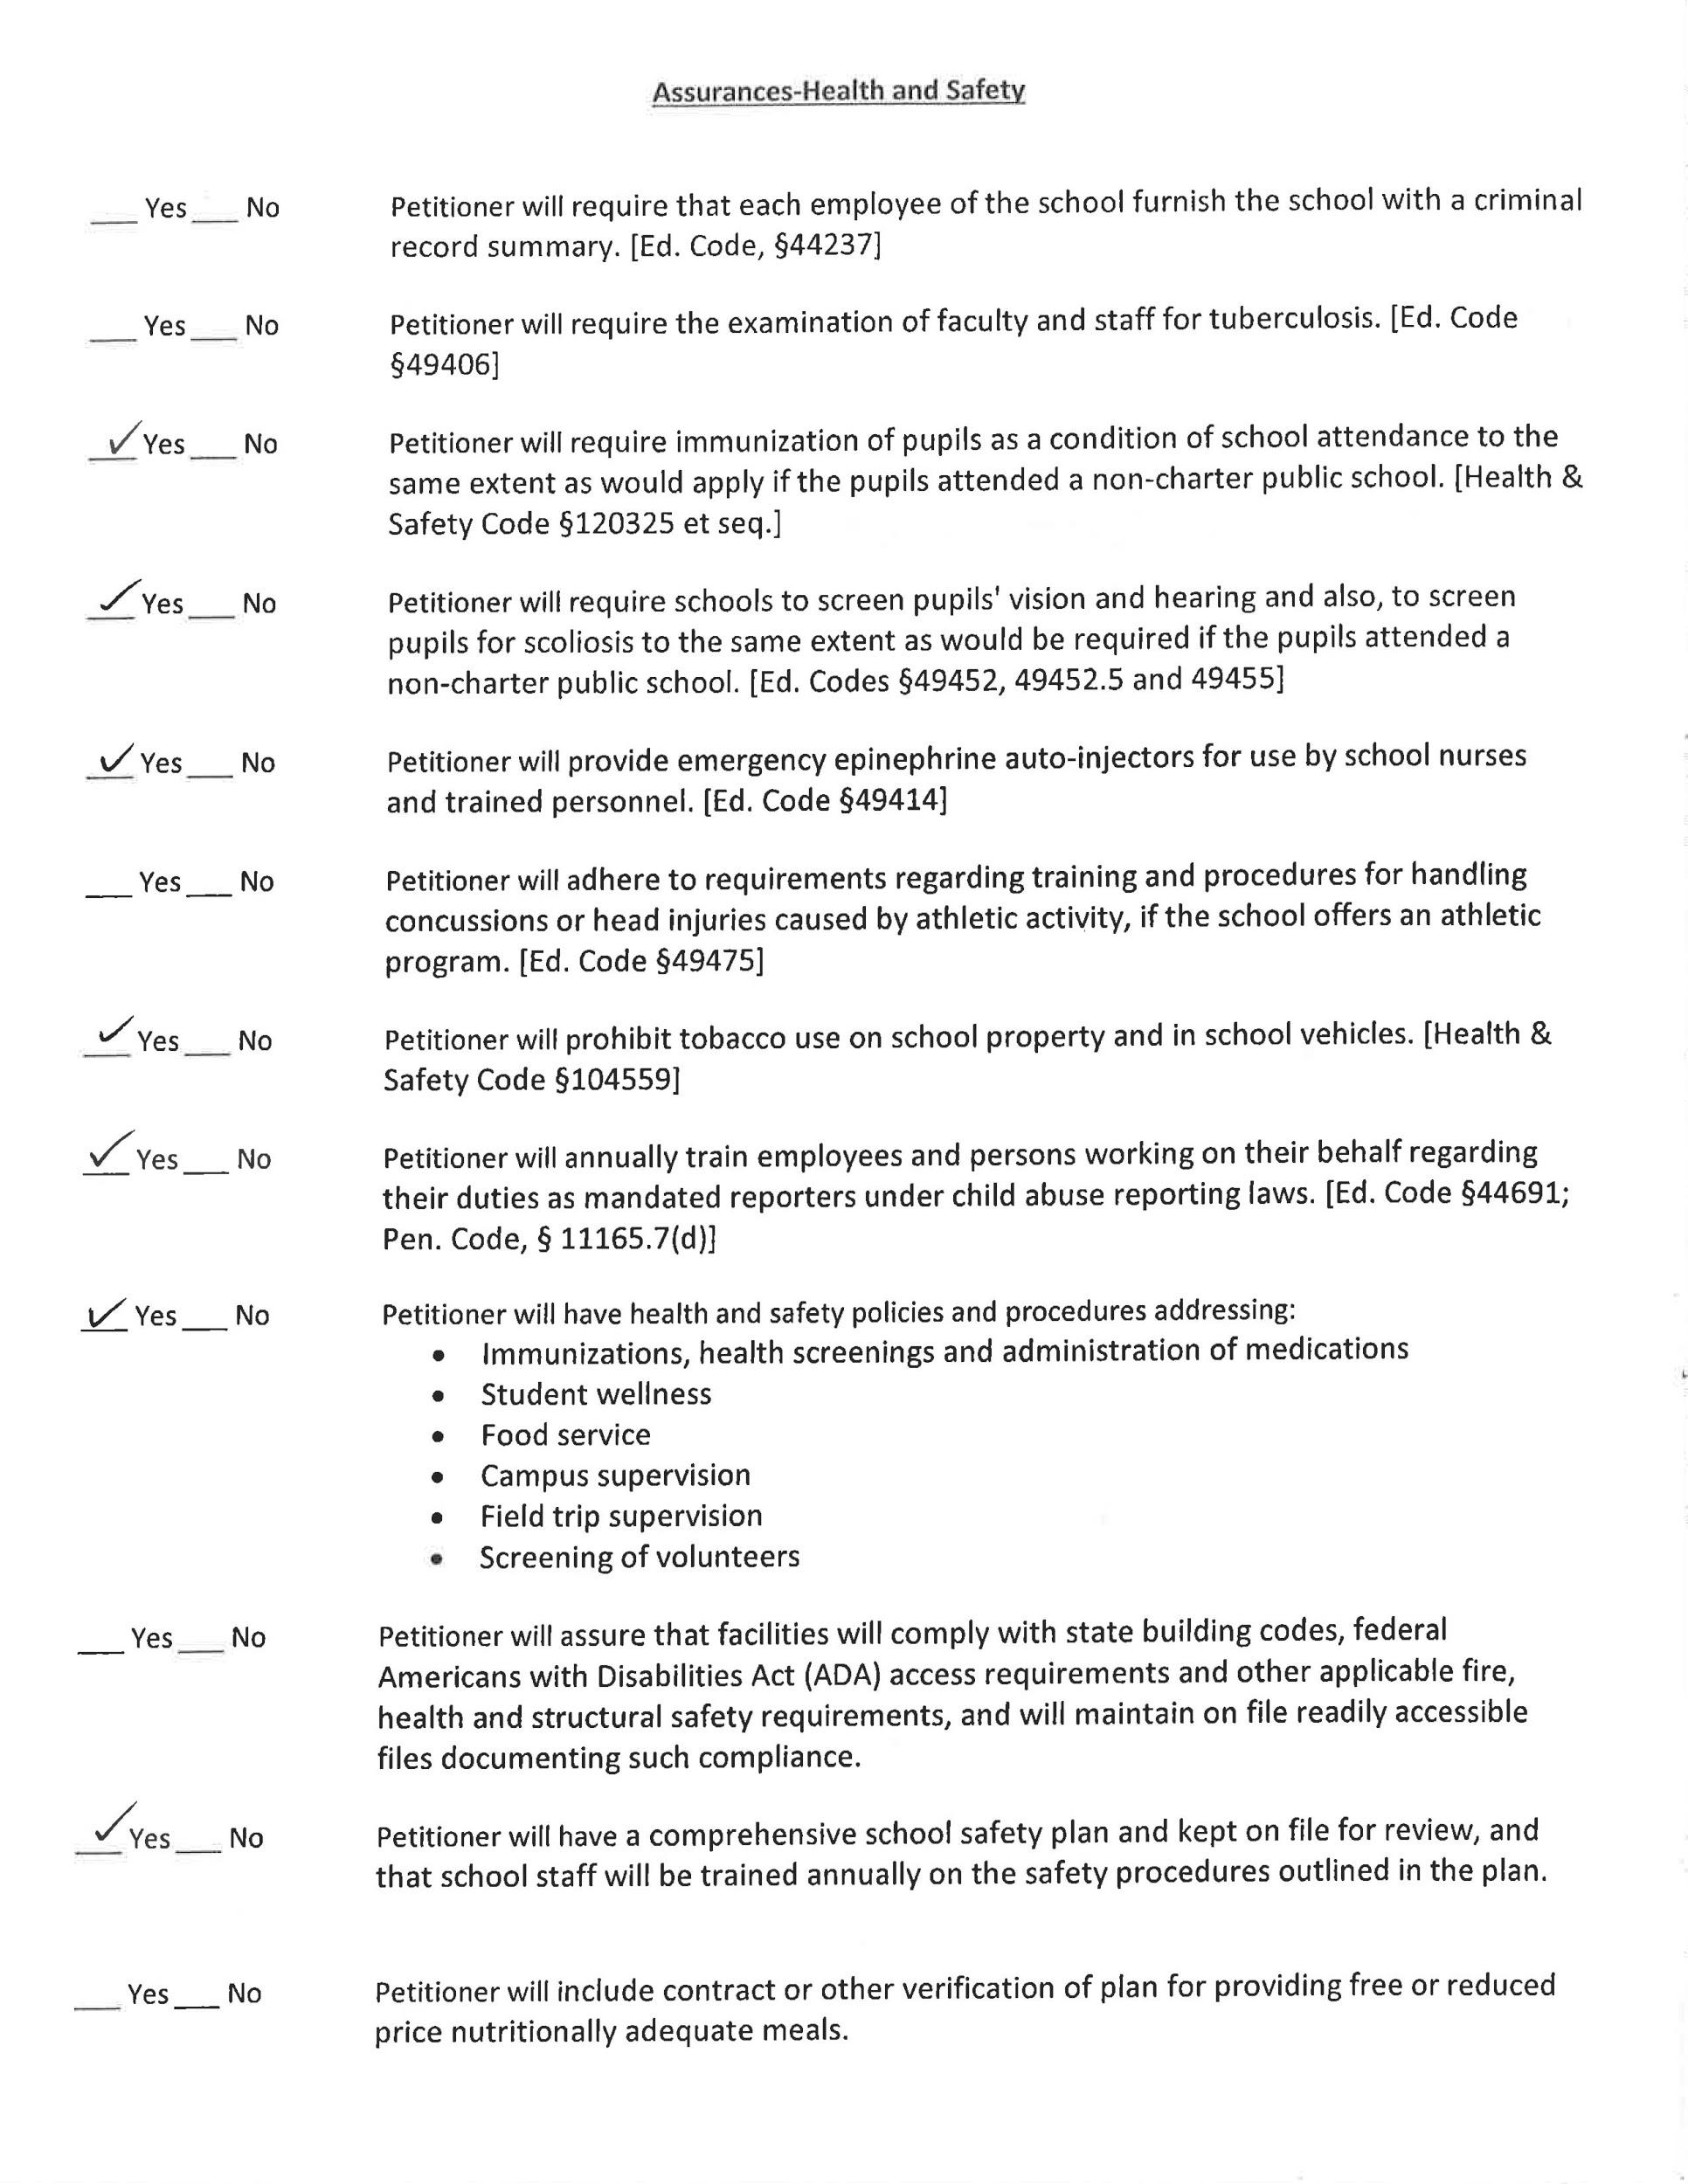 Assurances-Health and Safety
__ Yes __ No Petitioner will require that each employee of the school furnish the school with a criminal
record summary. [Ed. Code, §44237]
__ Yes __ No Petitioner will require the examination of faculty and staff for tuberculosis. [Ed. Code
§49406]
✓ Yes __ No Petitioner will require immunization of pupils as a condition of school attendance to the
same extent as would apply if the pupils attended a non-charter public school. [Health &
Safety Code §120325 et seq.]
✓ Yes __ No Petitioner will require schools to screen pupils' vision and hearing and also, to screen
pupils for scoliosis to the same extent as would be required if the pupils attended a
non-charter public school. [Ed. Codes §49452, 49452.5 and 49455]
✓ Yes __ No Petitioner will provide emergency epinephrine auto-injectors for use by school nurses
and trained personnel. [Ed. Code §49414]
__ Yes __ No Petitioner will adhere to requirements regarding training and procedures for handling
concussions or head injuries caused by athletic activity, if the school offers an athletic
program. [Ed. Code §49475]
✓ Yes __ No Petitioner will prohibit tobacco use on school property and in school vehicles. [Health &
Safety Code §104559]
✓ Yes __ No Petitioner will annually train employees and persons working on their behalf regarding
their duties as mandated reporters under child abuse reporting laws. [Ed. Code §44691;
Pen. Code, § 11165.7(d)]
✓ Yes __ No Petitioner will have health and safety policies and procedures addressing:
• Immunizations, health screenings and administration of medications
• Student wellness
• Food service
• Campus supervision
• Field trip supervision
• Screening of volunteers
__ Yes __ No Petitioner will assure that facilities will comply with state building codes, federal
Americans with Disabilities Act (ADA) access requirements and other applicable fire,
health and structural safety requirements, and will maintain on file readily accessible
files documenting such compliance.
✓ Yes __ No Petitioner will have a comprehensive school safety plan and kept on file for review, and
that school staff will be trained annually on the safety procedures outlined in the plan.
__ Yes __ No Petitioner will include contract or other verification of plan for providing free or reduced
price nutritionally adequate meals.